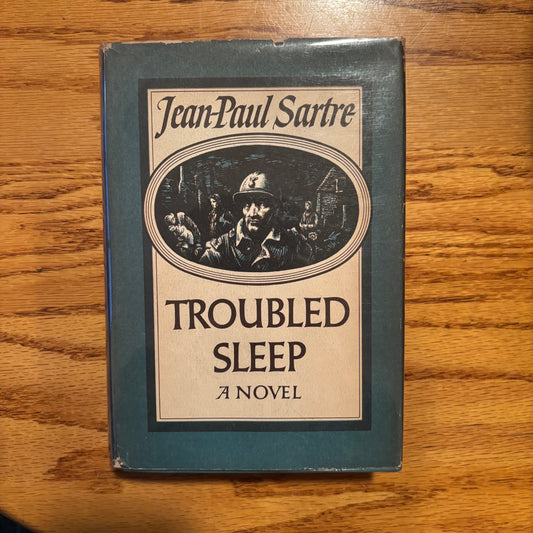 Jean-Paul Sartre
TROUBLED
SLEEP
A NOVEL